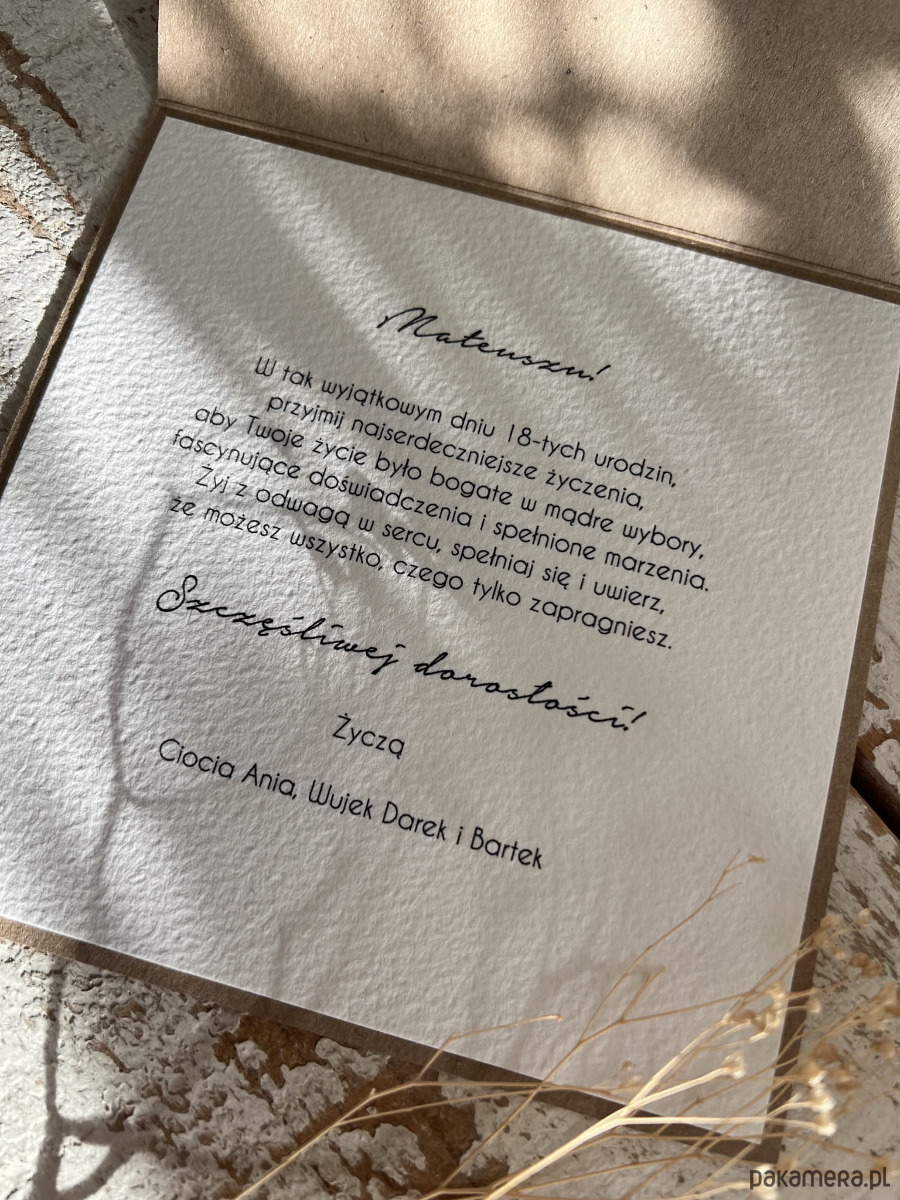 Mateuszu!
W tak wyjątkowym dniu 18-tych urodzin,
przyjmij najserdeczniejsze życzenia,
aby Twoje życie było bogate w mądre wybory,
fascynujące doświadczenia i spełnione marzenia.
Żyj z odwagą w sercu, spełniaj się i uwierz,
że możesz wszystko, czego tylko zapragniesz.
Szczęśliwej dorosłości!
Życzą
Ciocia Ania, Wujek Darek i Bartek
pakamera.pl